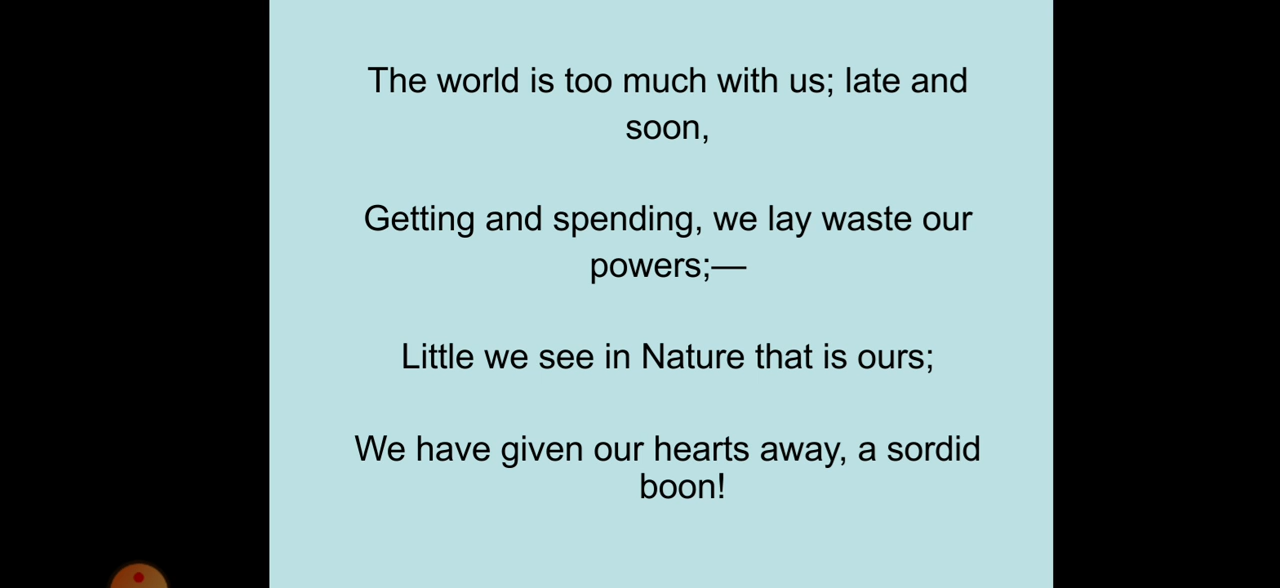 The world is too much with us; late and
soon,
Getting and spending, we lay waste our
powers;—
Little we see in Nature that is ours;
We have given our hearts away, a sordid
boon!